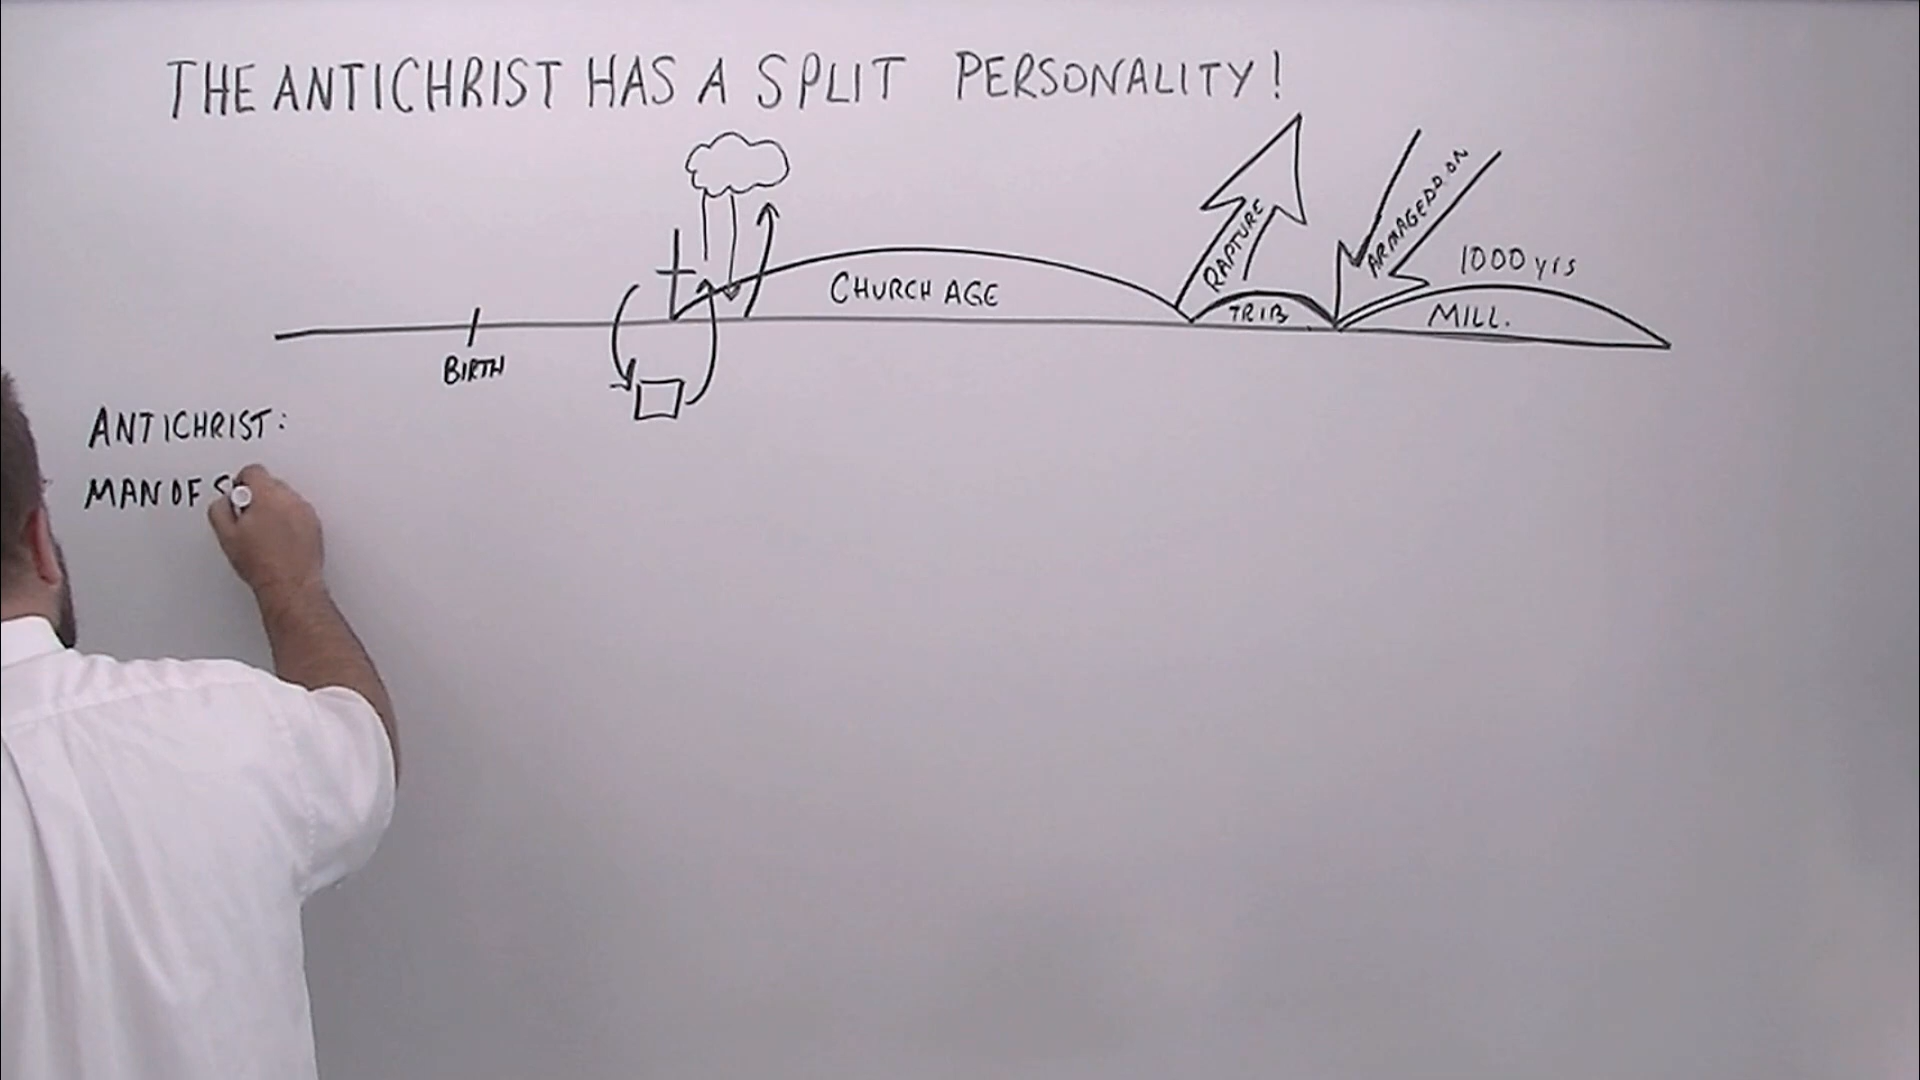 THE ANTICHRIST HAS A SPLIT PERSONALITY!
RAPTURE
ARMAGEDDON
1000 yrs
CHURCH AGE
TRIB
MILL.
BIRTH
ANTICHRIST:
MAN OF